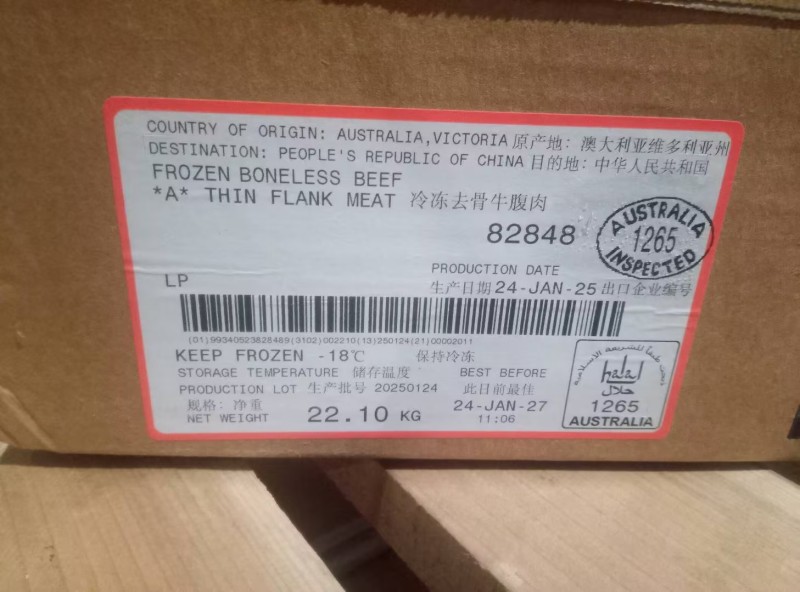 COUNTRY OF ORIGIN: AUSTRALIA,VICTORIA 原产地: 澳大利亚维多利亚州
DESTINATION: PEOPLE'S REPUBLIC OF CHINA 目的地: 中华人民共和国
FROZEN BONELESS BEEF
*A* THIN FLANK MEAT 冷冻去骨牛腹肉
82848
AUSTRALIA
1265
INSPECTED
PRODUCTION DATE
LP
生产日期 24-JAN-25 出口企业编号
(01)99340523828489(3102)002210(13)250124(21)00002011
KEEP FROZEN -18℃ 保持冷冻
STORAGE TEMPERATURE 储存温度 BEST BEFORE
PRODUCTION LOT 生产批号 20250124 此日前最佳
规格: 净重
NET WEIGHT 22.10 KG
24-JAN-27
11:06
halal
حلال
1265
AUSTRALIA